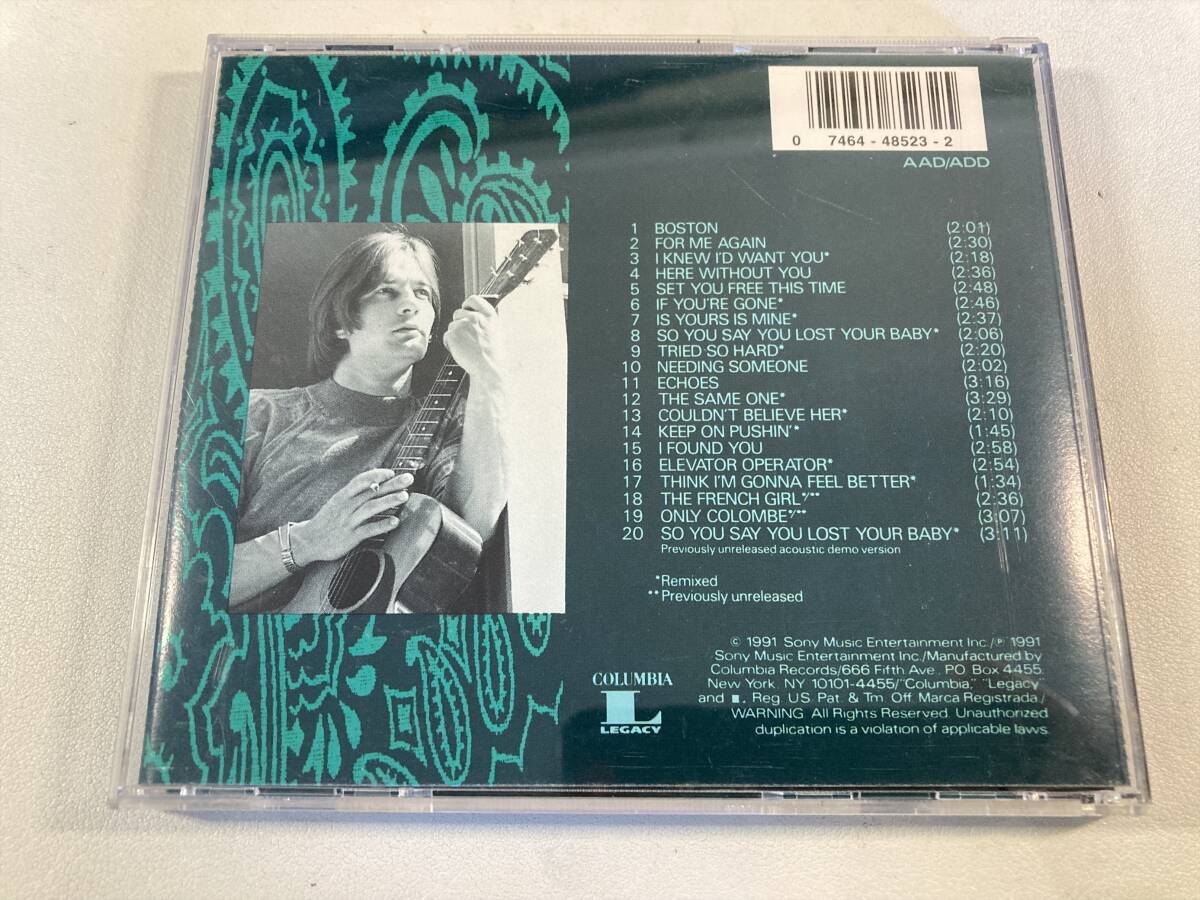 0 7464 - 48523 - 2
AAD/ADD
1 BOSTON (2:01)
2 FOR ME AGAIN (2:30)
3 I KNEW I'D WANT YOU* (2:18)
4 HERE WITHOUT YOU (2:36)
5 SET YOU FREE THIS TIME (2:48)
6 IF YOU'RE GONE* (2:46)
7 IS YOURS IS MINE* (2:37)
8 SO YOU SAY YOU LOST YOUR BABY* (2:06)
9 TRIED SO HARD* (2:20)
10 NEEDING SOMEONE (2:02)
11 ECHOES (3:16)
12 THE SAME ONE* (3:29)
13 COULDN'T BELIEVE HER* (2:10)
14 KEEP ON PUSHIN'* (1:45)
15 I FOUND YOU (2:58)
16 ELEVATOR OPERATOR* (2:54)
17 THINK I'M GONNA FEEL BETTER* (1:34)
18 THE FRENCH GIRL*/** (2:36)
19 ONLY COLOMBE*/** (3:07)
20 SO YOU SAY YOU LOST YOUR BABY* (3:11)
Previously unreleased acoustic demo version
*Remixed
**Previously unreleased
© 1991 Sony Music Entertainment Inc./℗ 1991
Sony Music Entertainment Inc./Manufactured by
Columbia Records/666 Fifth Ave., P.O. Box 4455,
New York, NY 10101-4455/"Columbia," "Legacy"
and L, Reg. U.S. Pat. & Tm. Off. Marca Registrada./
WARNING: All Rights Reserved. Unauthorized
duplication is a violation of applicable laws.
COLUMBIA
L
LEGACY